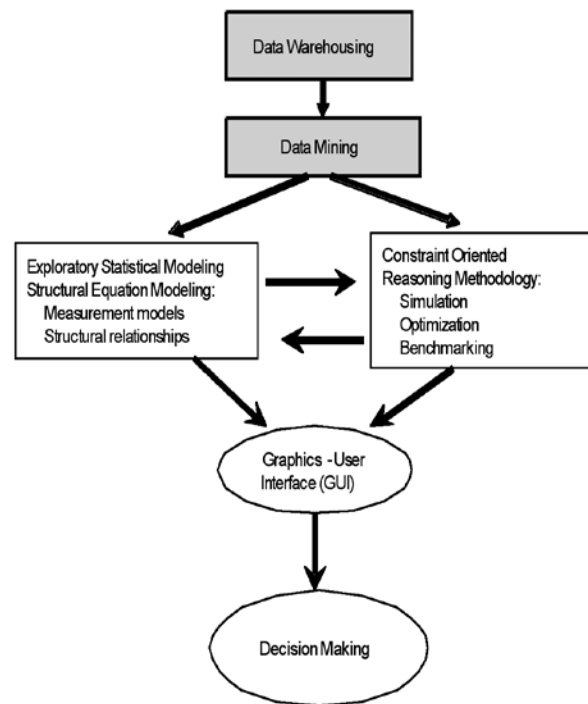 Data Warehousing
Data Mining
Exploratory Statistical Modeling
Structural Equation Modeling:
Measurement models
Structural relationships
Constraint Oriented
Reasoning Methodology:
Simulation
Optimization
Benchmarking
Graphics - User
Interface (GUI)
Decision Making